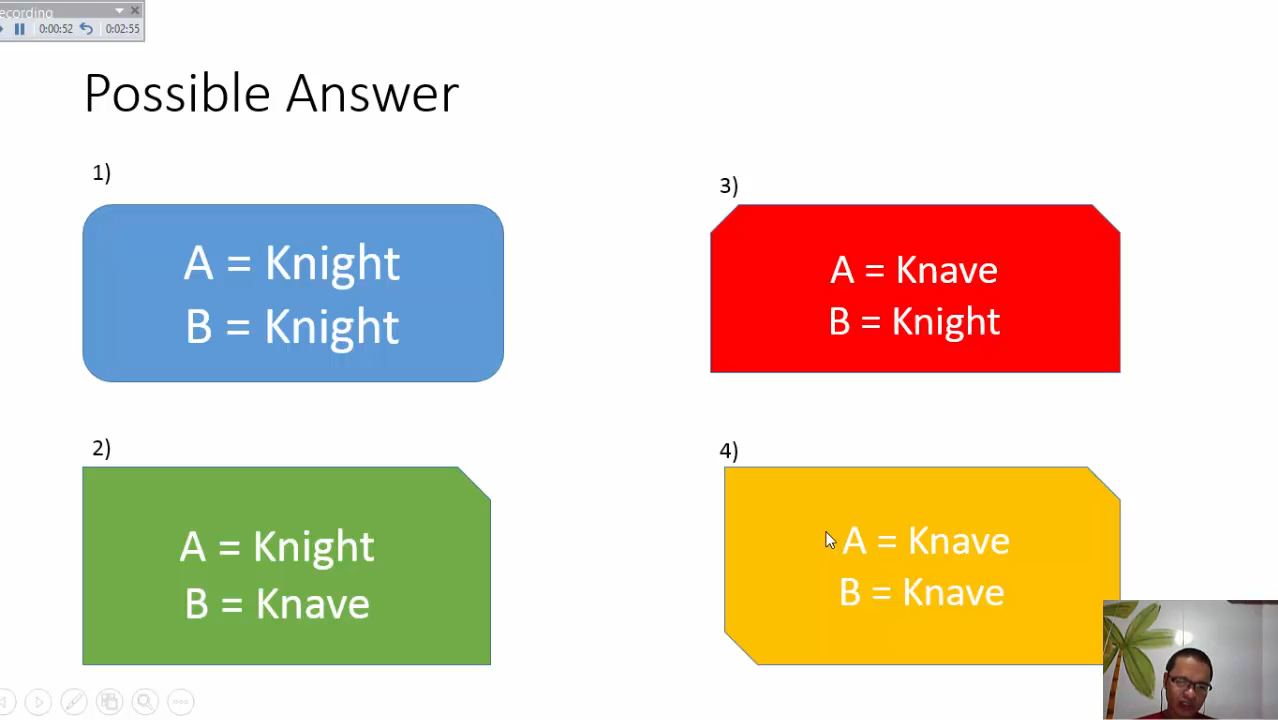 ecording
0:00:52 0:02:55
Possible Answer
1)
A = Knight
B = Knight
2)
A = Knight
B = Knave
3)
A = Knave
B = Knight
4)
A = Knave
B = Knave